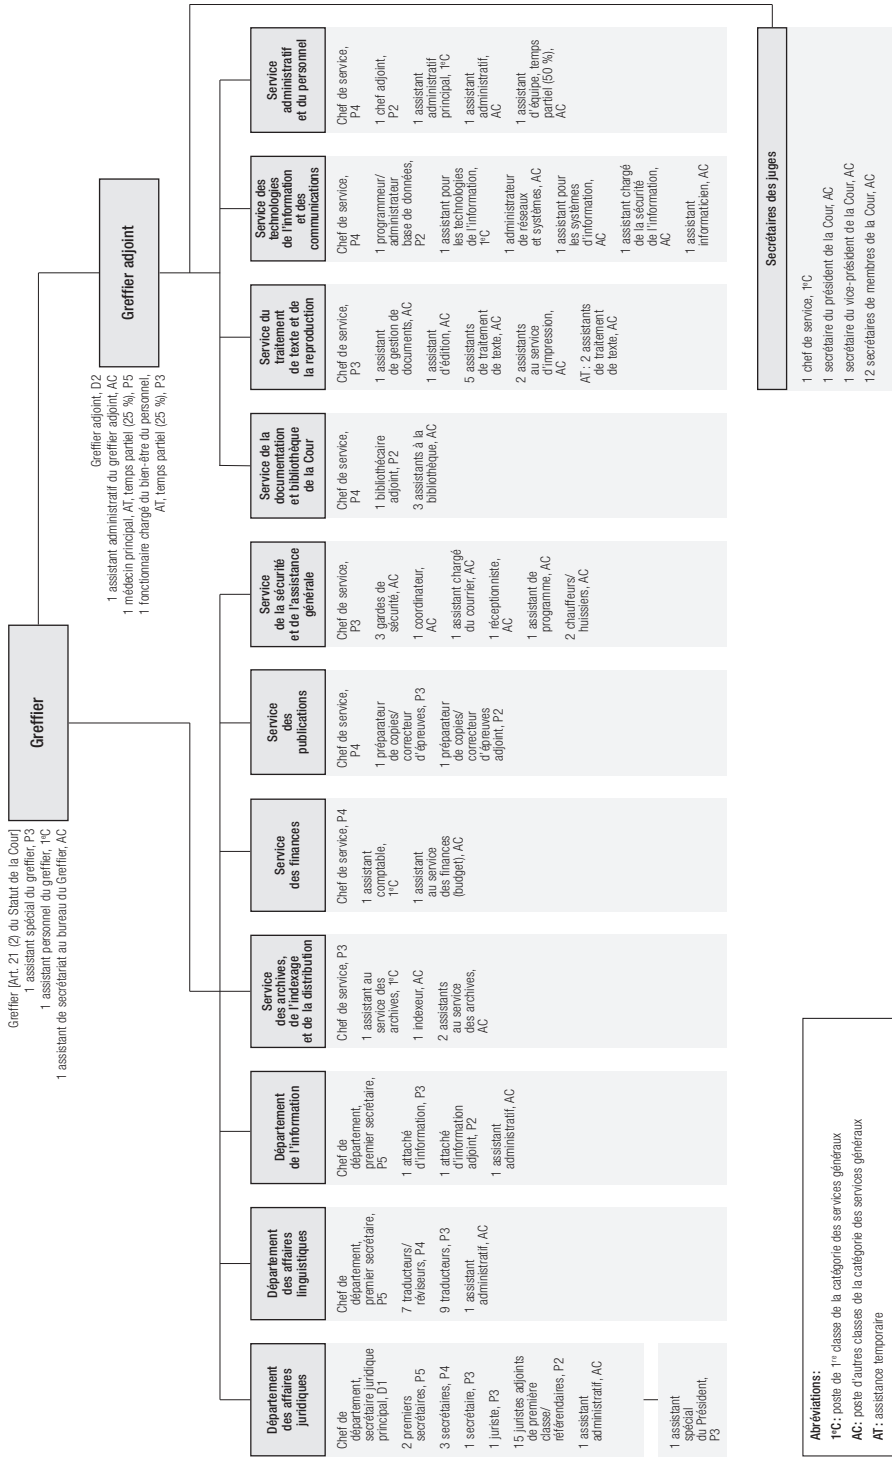 Greffier
Greffier [Art. 21 (2) du Statut de la Cour]
1 assistant spécial du greffier, P3
1 assistant personnel du greffier, 1eC
1 assistant de secrétariat au bureau du Greffier, AC
Greffier adjoint
Greffier adjoint, D2
1 assistant administratif du greffier adjoint, AC
1 médecin principal, AT, temps partiel (25 %), P5
1 fonctionnaire chargé du bien-être du personnel,
AT, temps partiel (25 %), P3
Département
des affaires
juridiques
Chef de
département,
secrétaire juridique
principal, D1
2 premiers
secrétaires, P5
3 secrétaires, P4
1 secrétaire, P3
1 juriste, P3
15 juristes adjoints
de première
classe/
référendaires, P2
1 assistant
administratif, AC
1 assistant
spécial
du Président,
P3
Département
des affaires
linguistiques
Chef de
département,
premier secrétaire,
P5
7 traducteurs/
réviseurs, P4
9 traducteurs, P3
1 assistant
administratif, AC
Département
de l'information
Chef de
département,
premier secrétaire,
P5
1 attaché
d'information, P3
1 attaché
d'information
adjoint, P2
1 assistant
administratif, AC
Service
des archives,
de l'indexage
et de la distribution
Chef de service, P3
1 assistant au
service des
archives, 1eC
1 indexeur, AC
2 assistants
au service
des archives,
AC
Service
des finances
Chef de service, P4
1 assistant
comptable,
1eC
1 assistant
au service
des finances
(budget), AC
Service
des
publications
Chef de service,
P4
1 préparateur
de copies/
correcteur
d'épreuves, P3
1 préparateur
de copies/
correcteur
d'épreuves
adjoint, P2
Service
de la sécurité
et de l'assistance
générale
Chef de service,
P3
3 gardes de
sécurité, AC
1 coordinateur,
AC
1 assistant chargé
du courrier, AC
1 réceptionniste,
AC
1 assistant de
programme, AC
2 chauffeurs/
huissiers, AC
Service de la
documentation
et bibliothèque
de la Cour
Chef de service,
P4
1 bibliothécaire
adjoint, P2
3 assistants à la
bibliothèque, AC
Service du
traitement
de texte et de
la reproduction
Chef de service,
P3
1 assistant
de gestion de
documents, AC
1 assistant
d'édition, AC
5 assistants
de traitement
de texte, AC
2 assistants
au service
d'impression,
AC
AT : 2 assistants
de traitement
de texte, AC
Service des
technologies
de l'information
et des
communications
Chef de service,
P4
1 programmeur/
administrateur
base de données,
P2
1 assistant pour
les technologies
de l'information,
1eC
1 administrateur
de réseaux
et systèmes, AC
1 assistant pour
les systèmes
d'information,
AC
1 assistant chargé
de la sécurité
de l'information,
AC
1 assistant
informaticien, AC
Service
administratif
et du personnel
Chef de service,
P4
1 chef adjoint,
P2
1 assistant
administratif
principal, 1eC
1 assistant
administratif,
AC
1 assistant
d'équipe, temps
partiel (50 %),
AC
Secrétaires des juges
1 chef de service, 1eC
1 secrétaire du président de la Cour, AC
1 secrétaire du vice-président de la Cour, AC
12 secrétaires de membres de la Cour, AC
Abréviations:
1eC: poste de 1re classe de la catégorie des services généraux
AC: poste d'autres classes de la catégorie des services généraux
AT: assistance temporaire